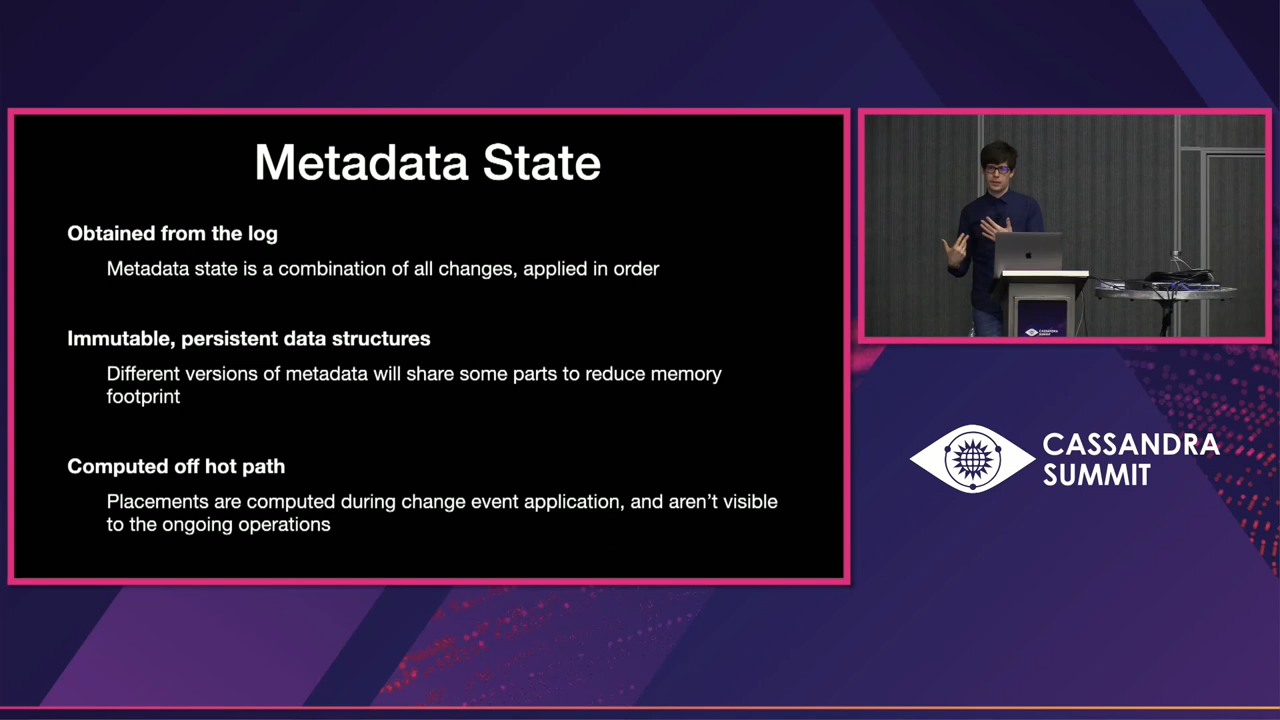 Metadata State
Obtained from the log
Metadata state is a combination of all changes, applied in order
Immutable, persistent data structures
Different versions of metadata will share some parts to reduce memory
footprint
Computed off hot path
Placements are computed during change event application, and aren’t visible
to the ongoing operations
CASSANDRA
SUMMIT
CASSANDRA
SUMMIT